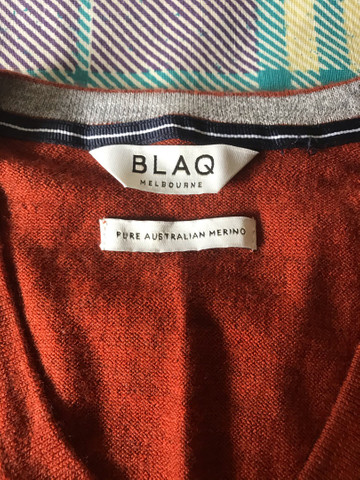 BLAQ
MELBOURNE
PURE AUSTRALIAN MERINO